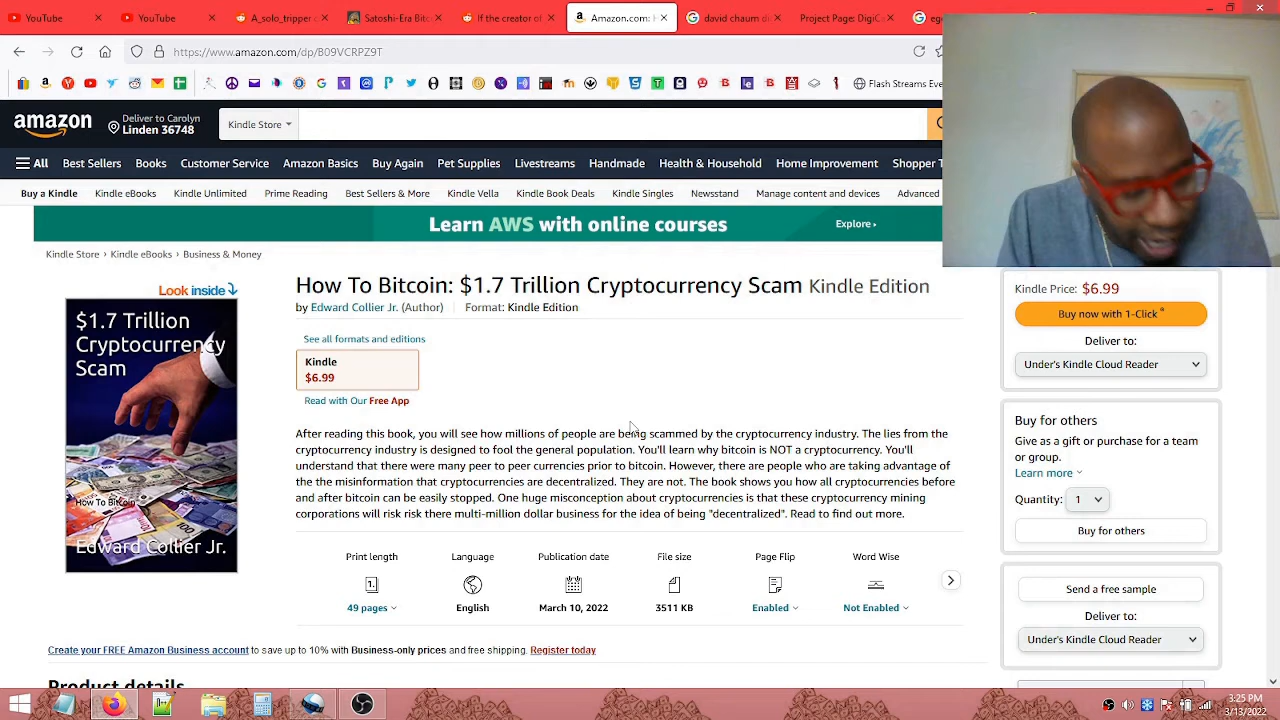 YouTube
YouTube
A_solo_tripper c
Satoshi-Era Bitc
If the creator of
Amazon.com: H
david chaum di
Project Page: DigiC
https://www.amazon.com/dp/B09VCRPZ9T
Flash Streams Eve
amazon
Deliver to Carolyn
Linden 36748
Kindle Store
All Best Sellers Books Customer Service Amazon Basics Buy Again Pet Supplies Livestreams Handmade Health & Household Home Improvement Shopper T
Buy a Kindle Kindle eBooks Kindle Unlimited Prime Reading Best Sellers & More Kindle Vella Kindle Book Deals Kindle Singles Newsstand Manage content and devices Advanced
Learn AWS with online courses
Explore
Kindle Store › Kindle eBooks › Business & Money
Look inside
$1.7 Trillion
Cryptocurrency
Scam
How To Bitcoin
Edward Collier Jr.
How To Bitcoin: $1.7 Trillion Cryptocurrency Scam Kindle Edition
by Edward Collier Jr. (Author) Format: Kindle Edition
See all formats and editions
Kindle
$6.99
Read with Our Free App
After reading this book, you will see how millions of people are being scammed by the cryptocurrency industry. The lies from the
cryptocurrency industry is designed to fool the general population. You'll learn why bitcoin is NOT a cryptocurrency. You'll
understand that there were many peer to peer currencies prior to bitcoin. However, there are people who are taking advantage of
the the misinformation that cryptocurrencies are decentralized. They are not. The book shows you how all cryptocurrencies before
and after bitcoin can be easily stopped. One huge misconception about cryptocurrencies is that these cryptocurrency mining
corporations will risk risk there multi-million dollar business for the idea of being "decentralized". Read to find out more.
Print length
49 pages
Language
English
Publication date
March 10, 2022
File size
3511 KB
Page Flip
Enabled
Word Wise
Not Enabled
Create your FREE Amazon Business account to save up to 10% with Business-only prices and free shipping. Register today
Product details
Kindle Price: $6.99
Buy now with 1-Click ®
Deliver to:
Under's Kindle Cloud Reader
Buy for others
Give as a gift or purchase for a team
or group.
Learn more
Quantity: 1
Buy for others
Send a free sample
Deliver to:
Under's Kindle Cloud Reader
3:25 PM
3/13/2022